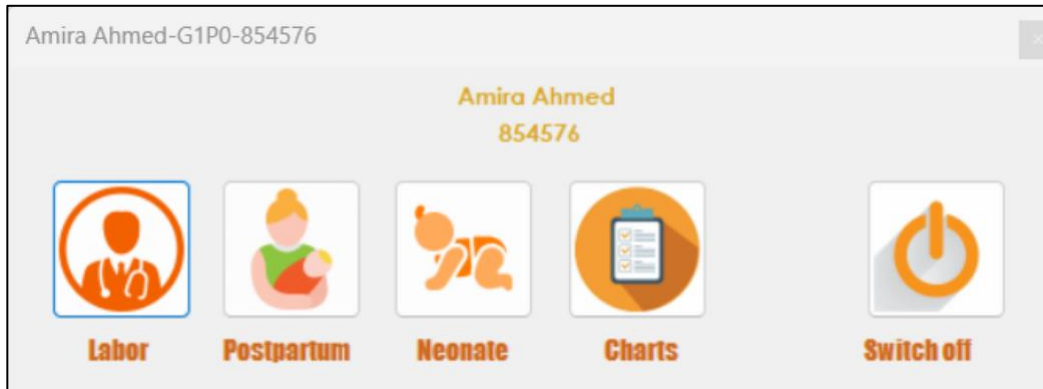 Amira Ahmed-G1P0-854576
Amira Ahmed
854576
Labor
Postpartum
Neonate
Charts
Switch off